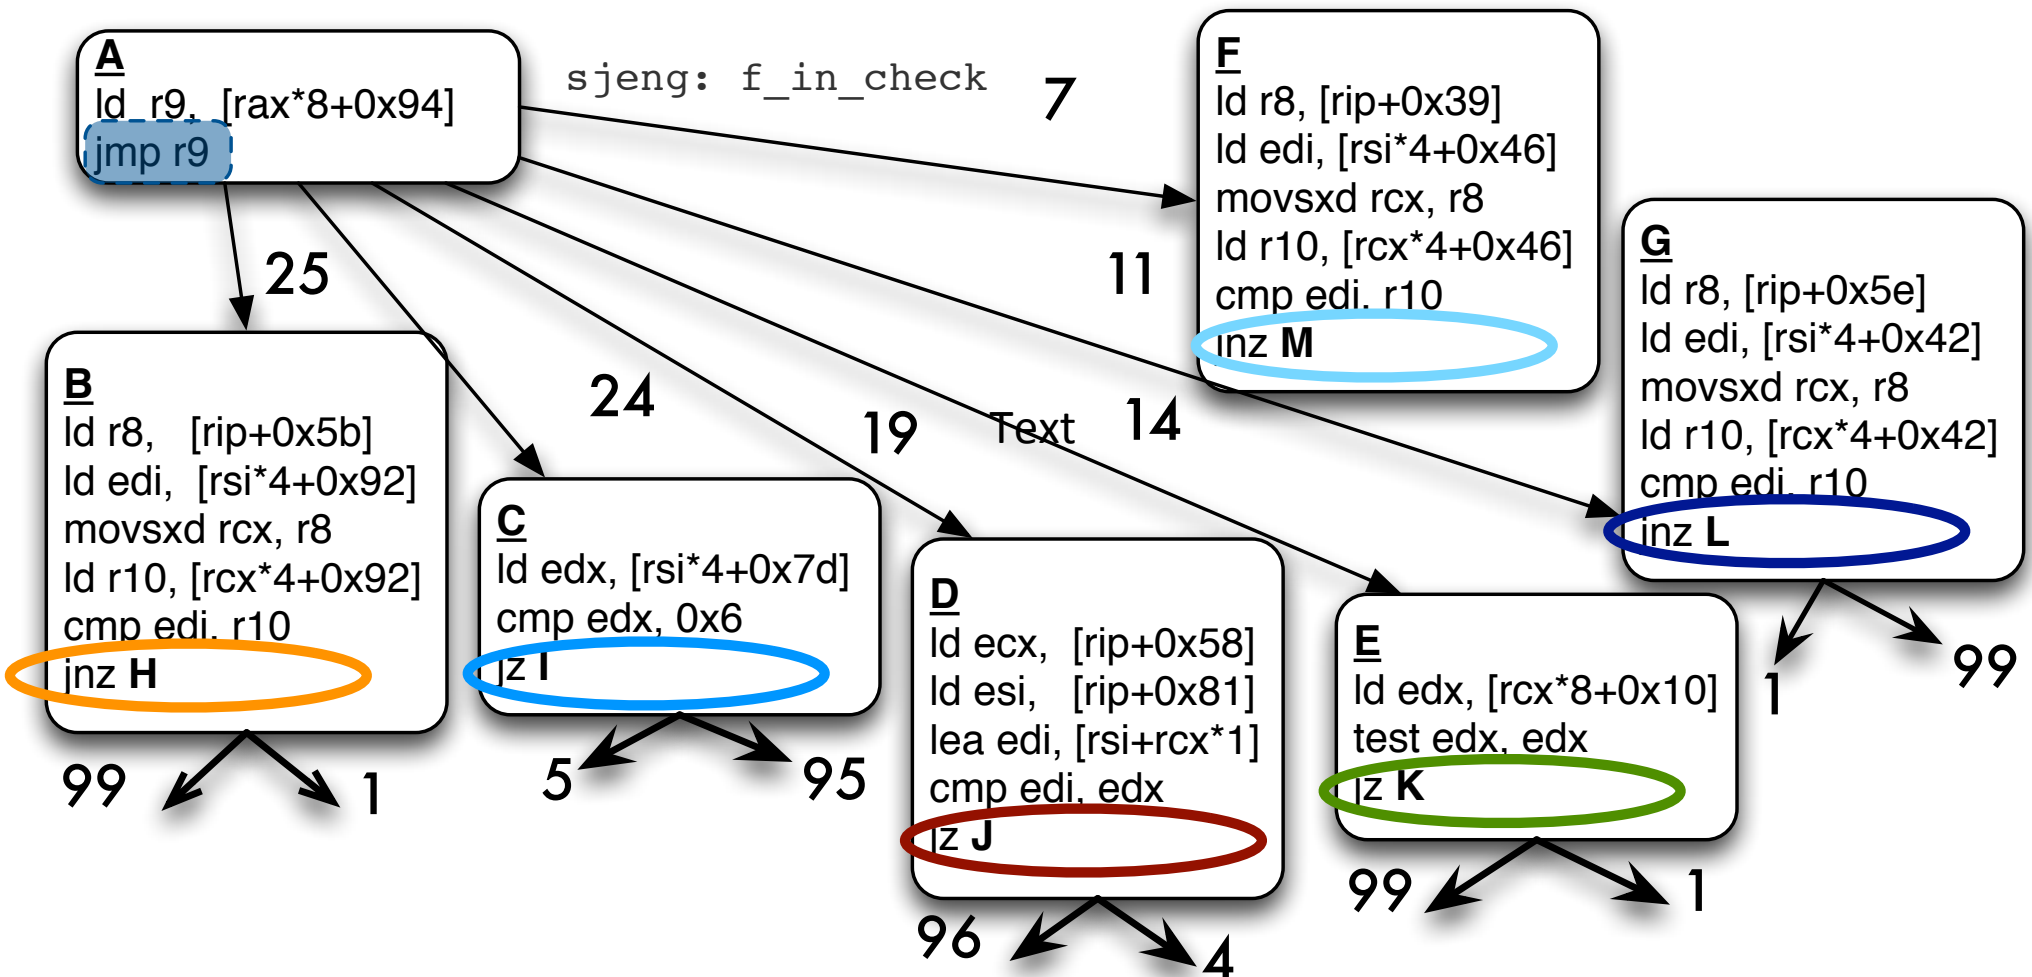 A
ld r9, [rax*8+0x94]
jmp r9
sjeng: f_in_check
7
F
ld r8, [rip+0x39]
ld edi, [rsi*4+0x46]
movsxd rcx, r8
ld r10, [rcx*4+0x46]
cmp edi, r10
jnz M
G
ld r8, [rip+0x5e]
ld edi, [rsi*4+0x42]
movsxd rcx, r8
ld r10, [rcx*4+0x42]
cmp edi, r10
jnz L
25
11
24
19
Text
14
B
ld r8, [rip+0x5b]
ld edi, [rsi*4+0x92]
movsxd rcx, r8
ld r10, [rcx*4+0x92]
cmp edi, r10
jnz H
C
ld edx, [rsi*4+0x7d]
cmp edx, 0x6
jz I
D
ld ecx, [rip+0x58]
ld esi, [rip+0x81]
lea edi, [rsi+rcx*1]
cmp edi, edx
jz J
E
ld edx, [rcx*8+0x10]
test edx, edx
jz K
1
99
99
1
5
95
96
4
99
1